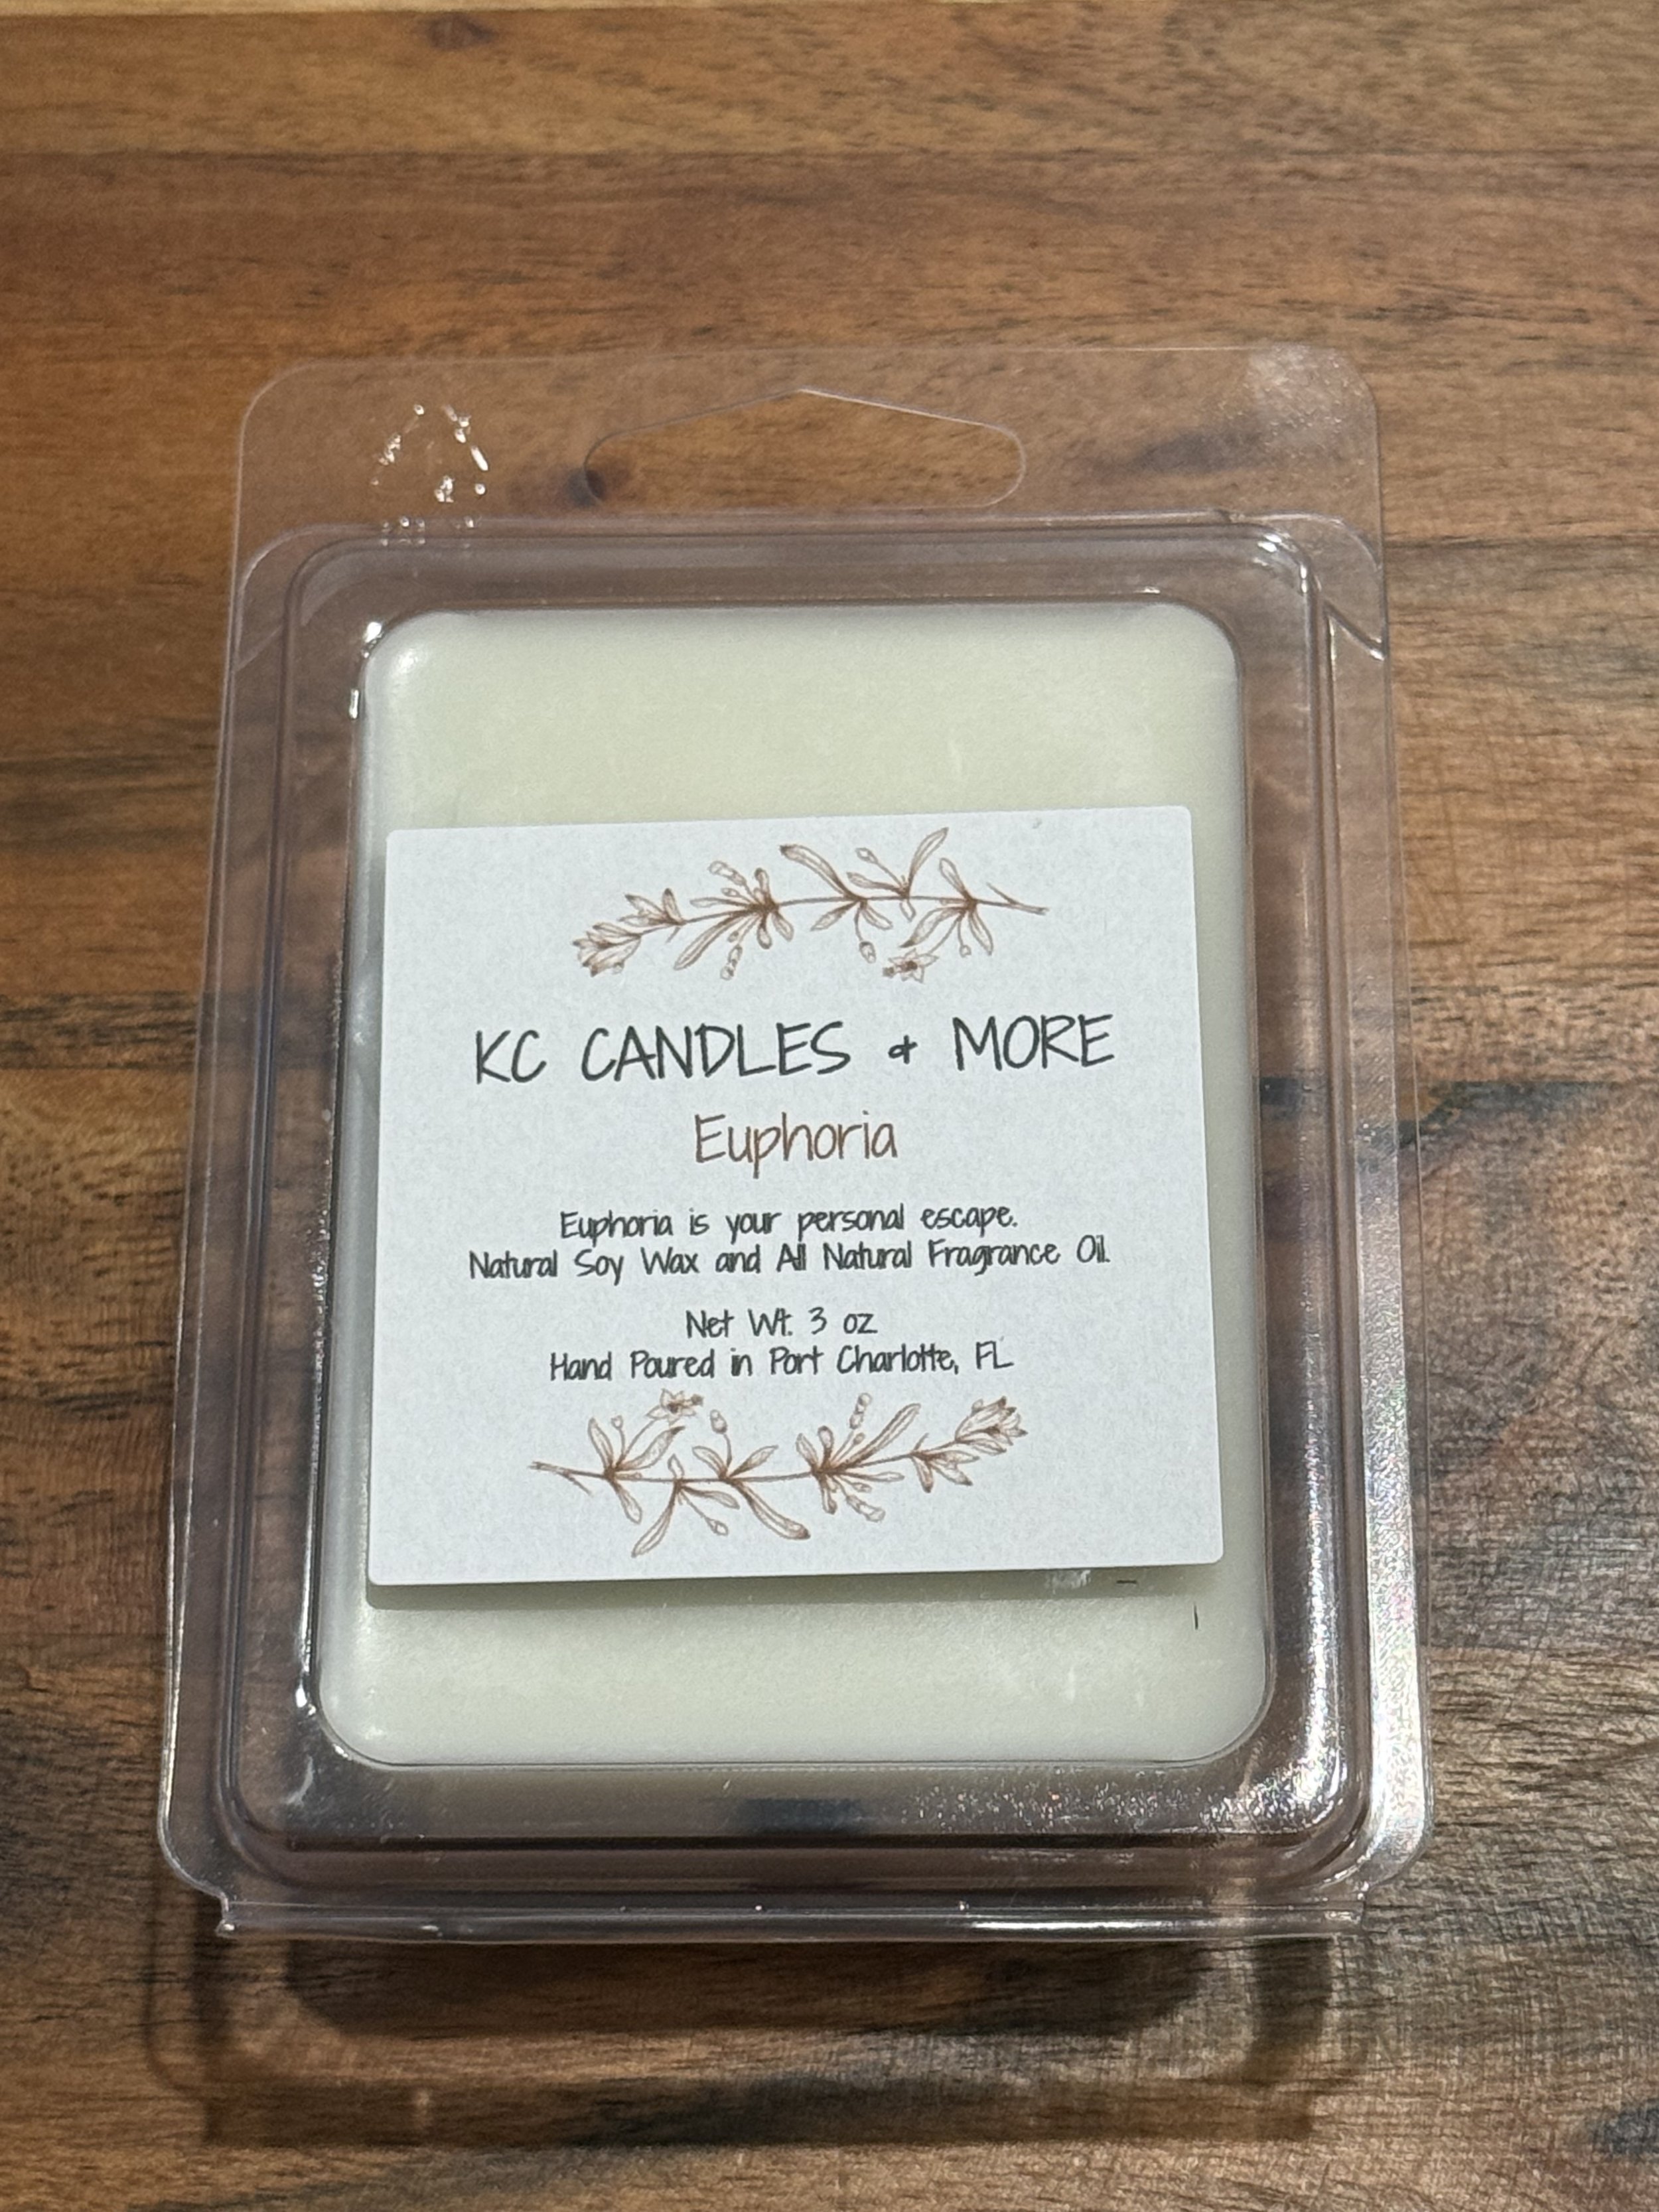 KC CANDLES & MORE
Euphoria
Euphoria is your personal escape.
Natural Soy Wax and All Natural Fragrance Oil.
Net Wt. 3 oz
Hand Poured in Port Charlotte, FL